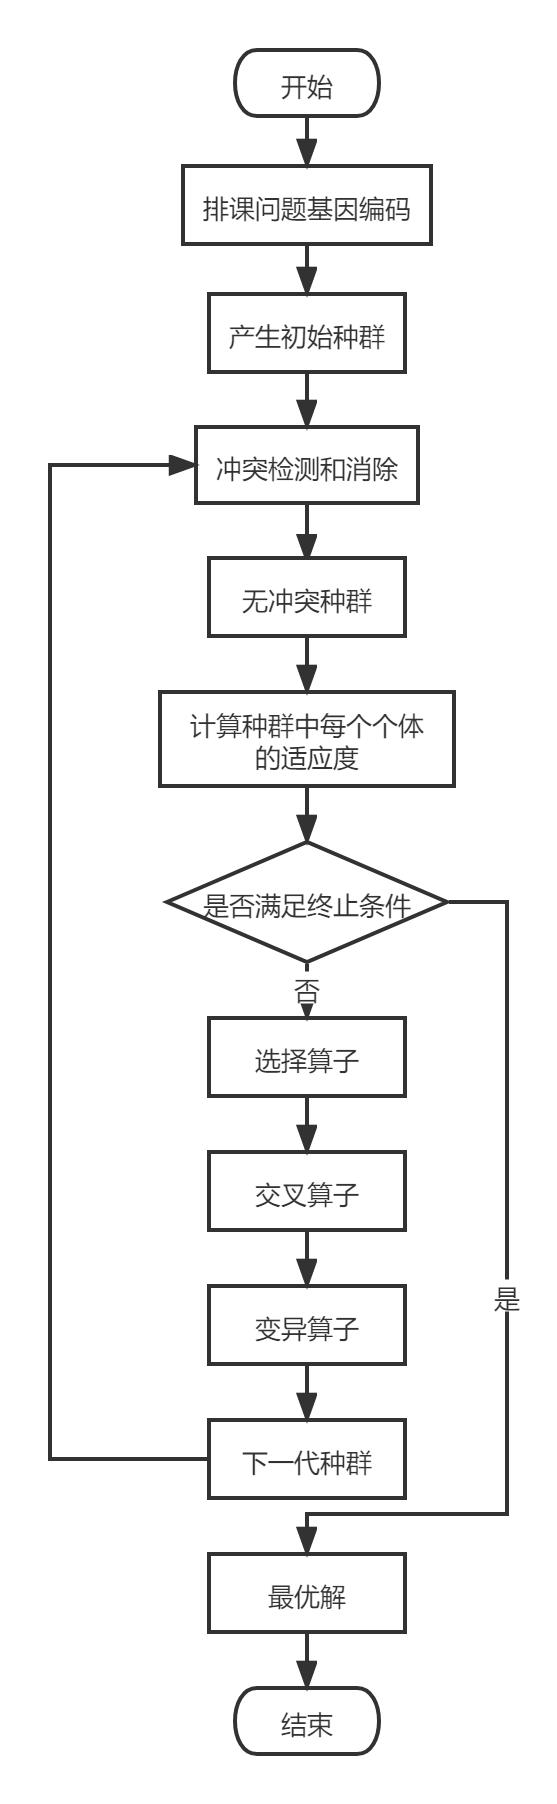 开始
排课问题基因编码
产生初始种群
冲突检测和消除
无冲突种群
计算种群中每个个体
的适应度
是否满足终止条件
否
选择算子
交叉算子
是
变异算子
下一代种群
最优解
结束